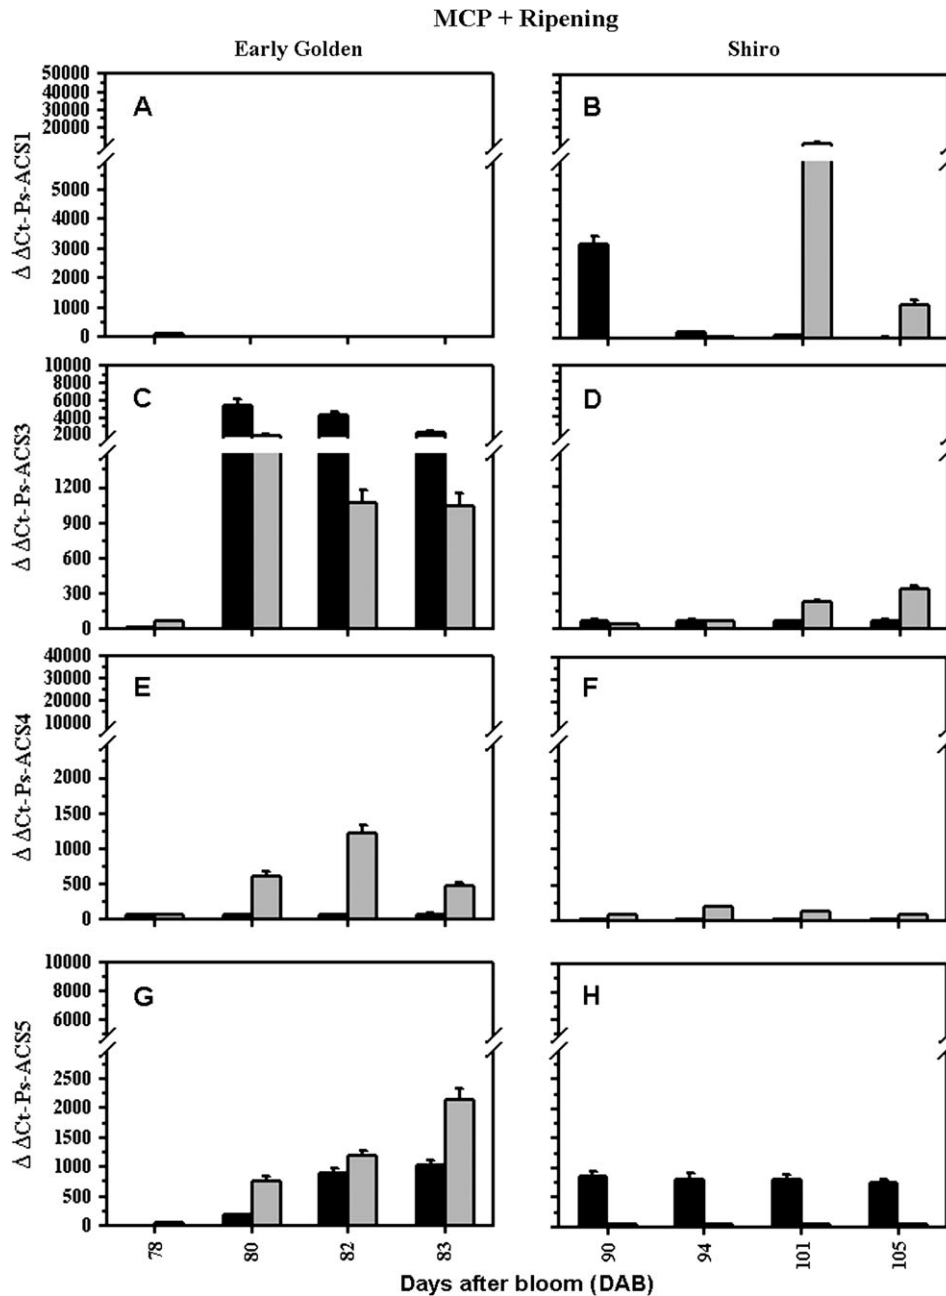 MCP + Ripening
Early Golden
Shiro
Δ ΔCt-Ps-ACS1
50000
40000
30000
20000
5000
4000
3000
2000
1000
0
A
B
Δ ΔCt-Ps-ACS3
10000
8000
6000
4000
2000
1200
900
600
300
0
C
D
Δ ΔCt-Ps-ACS4
40000
30000
20000
10000
2000
1500
1000
500
0
E
F
Δ ΔCt-Ps-ACS5
10000
8000
6000
2500
2000
1500
1000
500
0
G
H
78
80
82
83
90
94
101
105
Days after bloom (DAB)